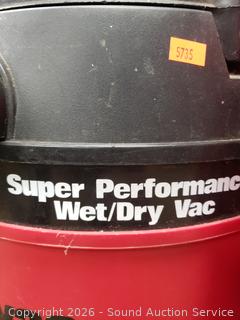 5735
Super Performanc
Wet/Dry Vac
Copyright 2026 - Sound Auction Service